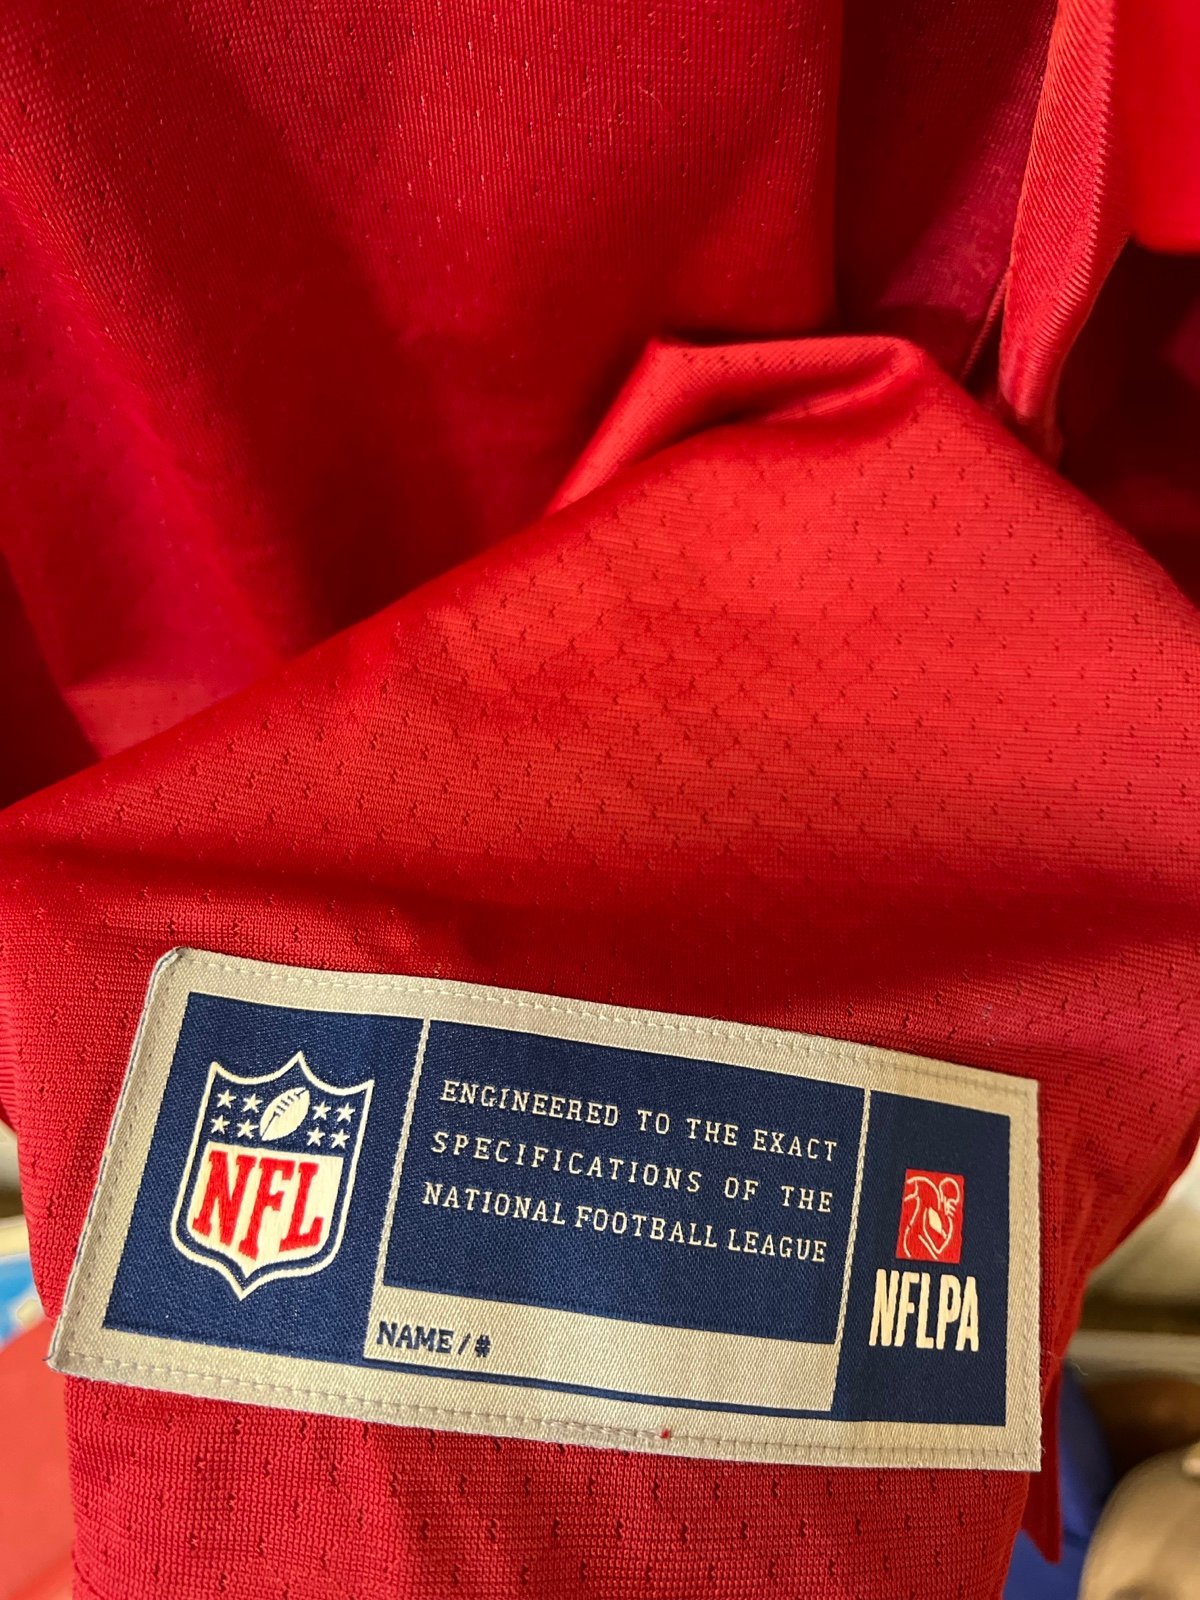 NFL
ENGINEERED TO THE EXACT
SPECIFICATIONS OF THE
NATIONAL FOOTBALL LEAGUE
NAME / #
NFLPA